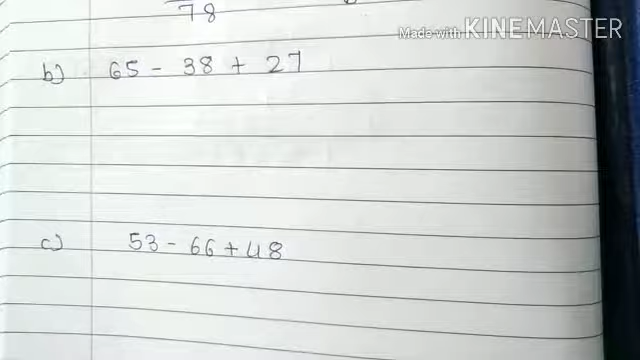 78
Made with KINEMASTER
b) 65 - 38 + 27
c) 53 - 66 + 48